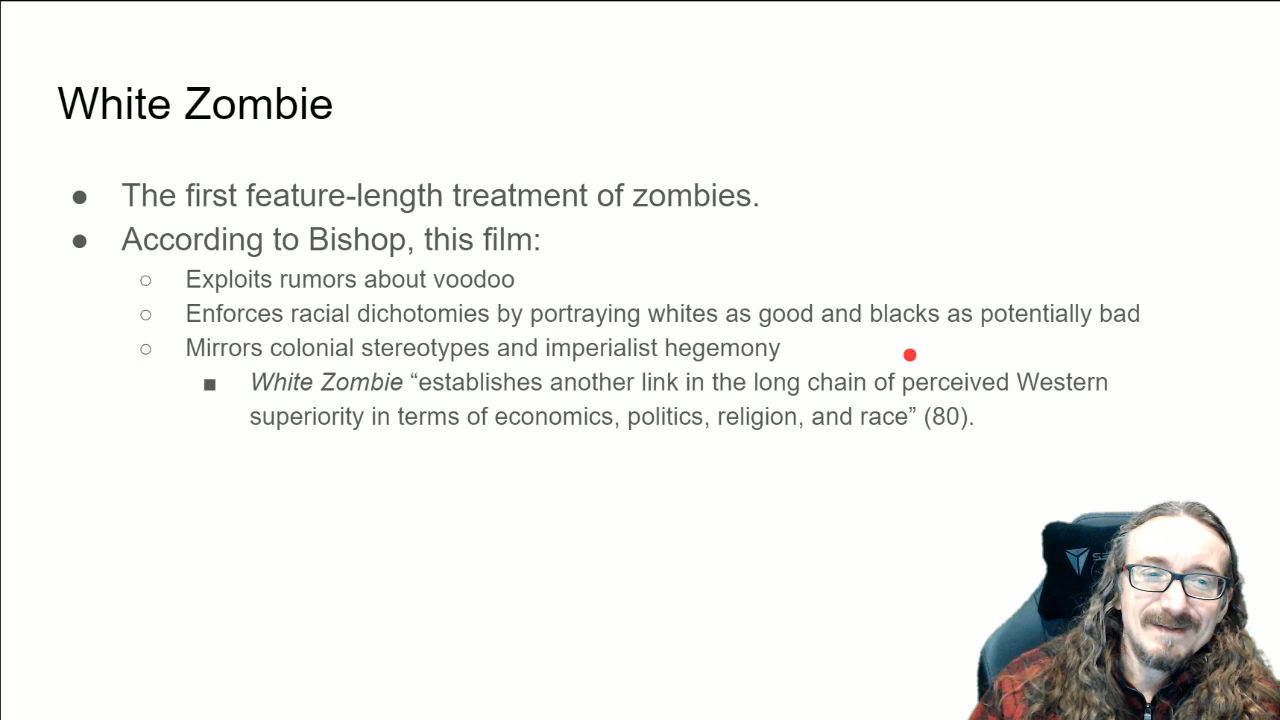 White Zombie
● The first feature-length treatment of zombies.
● According to Bishop, this film:
○ Exploits rumors about voodoo
○ Enforces racial dichotomies by portraying whites as good and blacks as potentially bad
○ Mirrors colonial stereotypes and imperialist hegemony
■ White Zombie “establishes another link in the long chain of perceived Western
superiority in terms of economics, politics, religion, and race” (80).